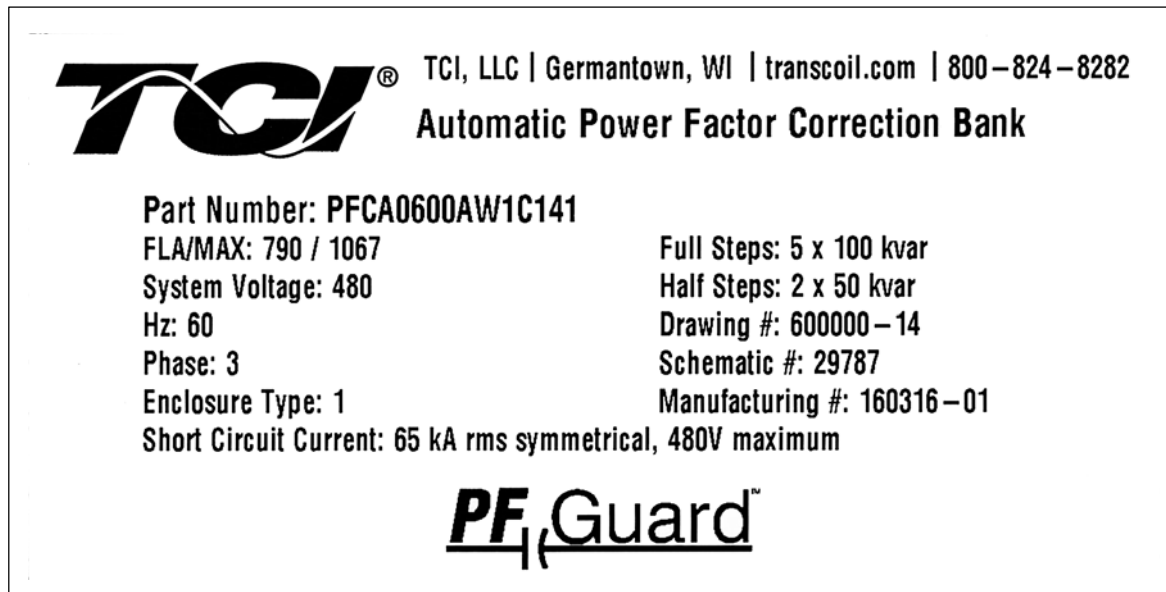 TCI® TCI, LLC | Germantown, WI | transcoil.com | 800–824–8282
Automatic Power Factor Correction Bank
Part Number: PFCA0600AW1C141
FLA/MAX: 790 / 1067
System Voltage: 480
Hz: 60
Phase: 3
Enclosure Type: 1
Short Circuit Current: 65 kA rms symmetrical, 480V maximum
Full Steps: 5 x 100 kvar
Half Steps: 2 x 50 kvar
Drawing #: 600000–14
Schematic #: 29787
Manufacturing #: 160316–01
PF Guard™